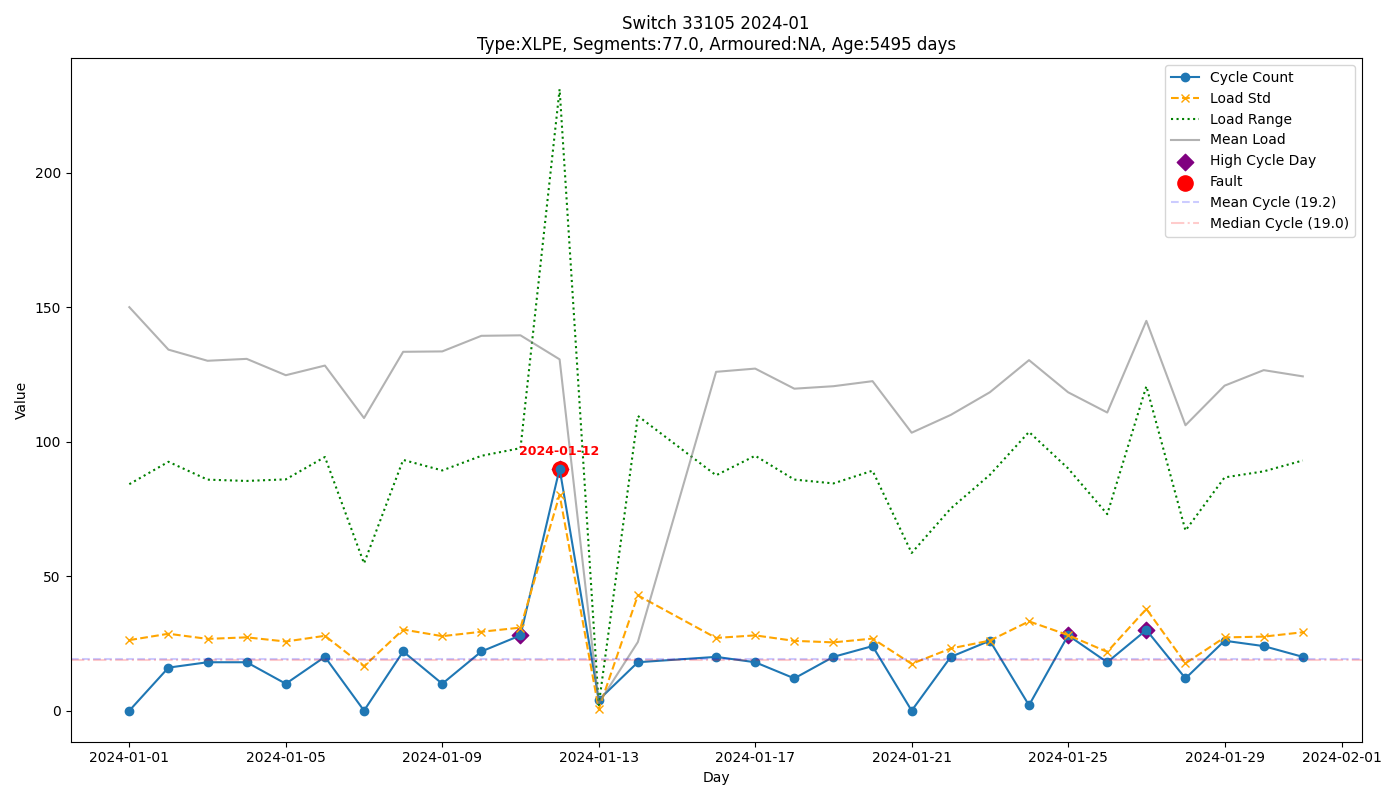 Switch 33105 2024-01
Type:XLPE, Segments:77.0, Armoured:NA, Age:5495 days
Cycle Count
Load Std
Load Range
Mean Load
High Cycle Day
Fault
Mean Cycle (19.2)
Median Cycle (19.0)
200
150
100
50
0
Value
2024-01-12
2024-01-01
2024-01-05
2024-01-09
2024-01-13
2024-01-17
2024-01-21
2024-01-25
2024-01-29
2024-02-01
Day